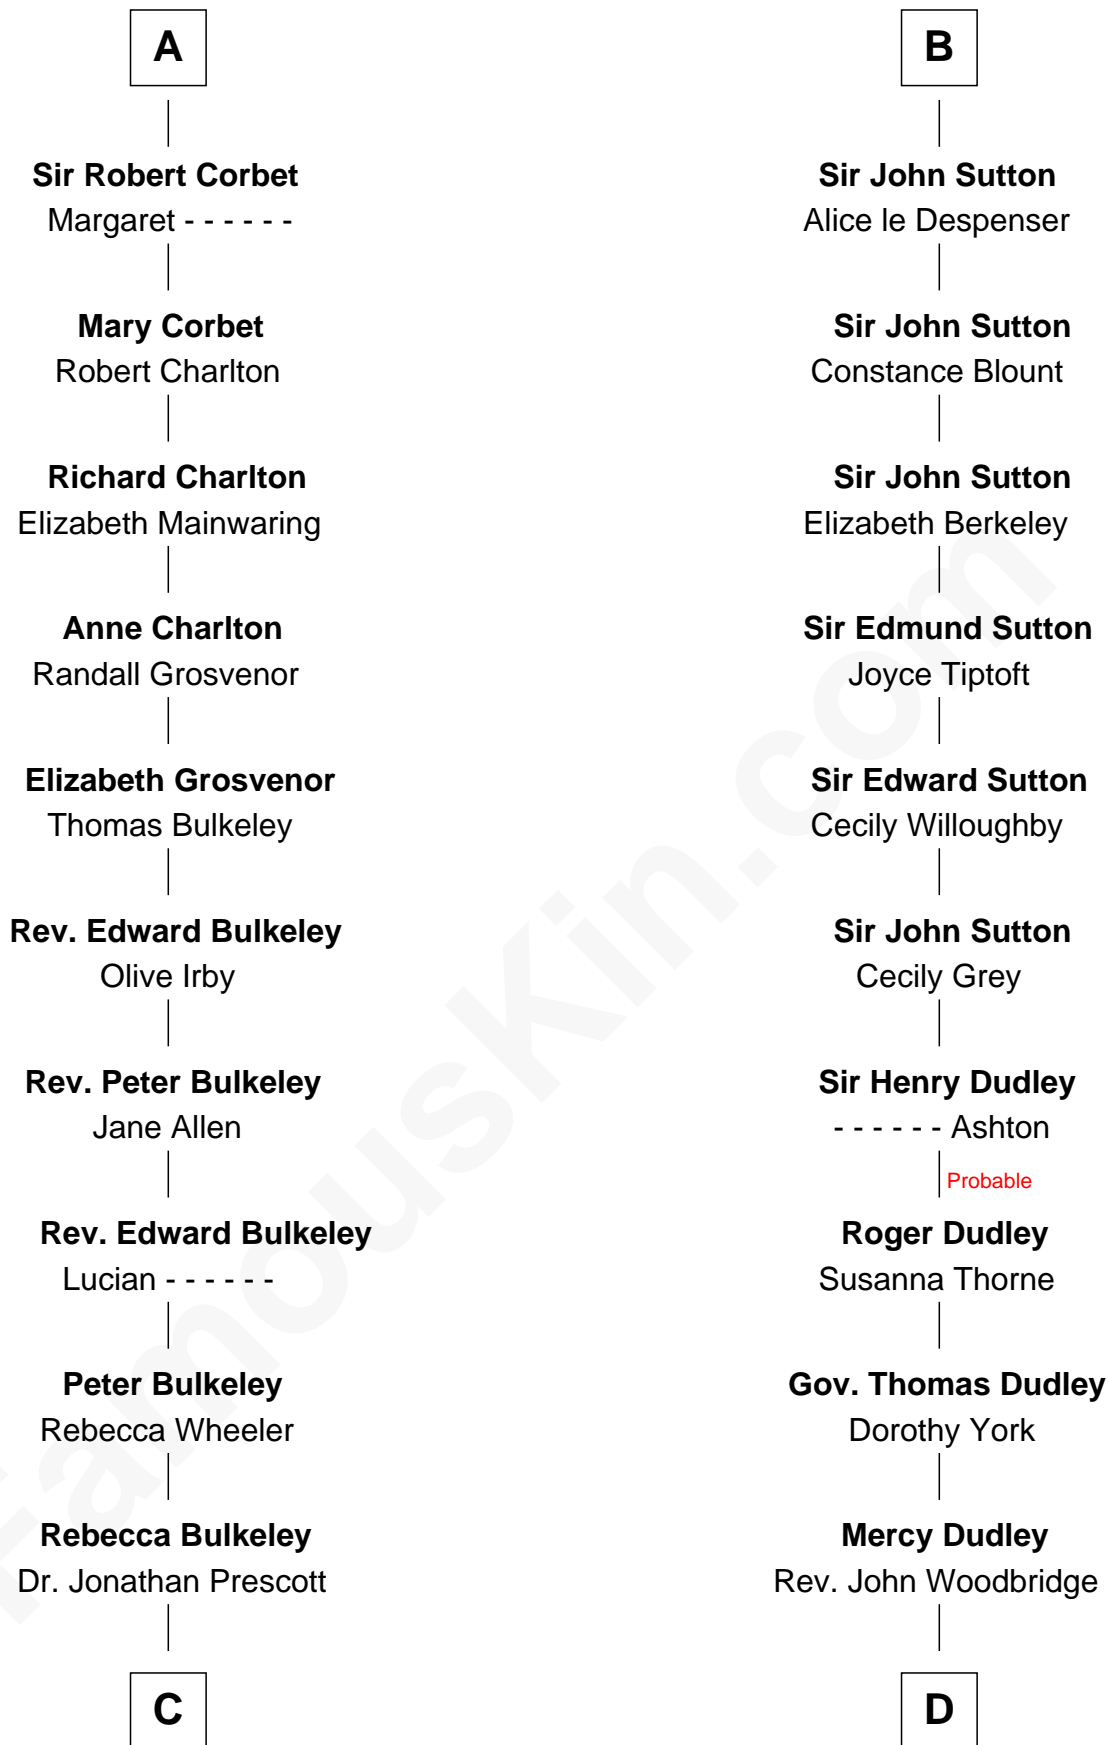 A
Sir Robert Corbet
Margaret - - - - - -
Mary Corbet
Robert Charlton
Richard Charlton
Elizabeth Mainwaring
Anne Charlton
Randall Grosvenor
Elizabeth Grosvenor
Thomas Bulkeley
Rev. Edward Bulkeley
Olive Irby
Rev. Peter Bulkeley
Jane Allen
Rev. Edward Bulkeley
Lucian - - - - - -
Peter Bulkeley
Rebecca Wheeler
Rebecca Bulkeley
Dr. Jonathan Prescott
C
B
Sir John Sutton
Alice le Despenser
Sir John Sutton
Constance Blount
Sir John Sutton
Elizabeth Berkeley
Sir Edmund Sutton
Joyce Tiptoft
Sir Edward Sutton
Cecily Willoughby
Sir John Sutton
Cecily Grey
Sir Henry Dudley
- - - - - - Ashton
Probable
Roger Dudley
Susanna Thorne
Gov. Thomas Dudley
Dorothy York
Mercy Dudley
Rev. John Woodbridge
D
FamousKin.com